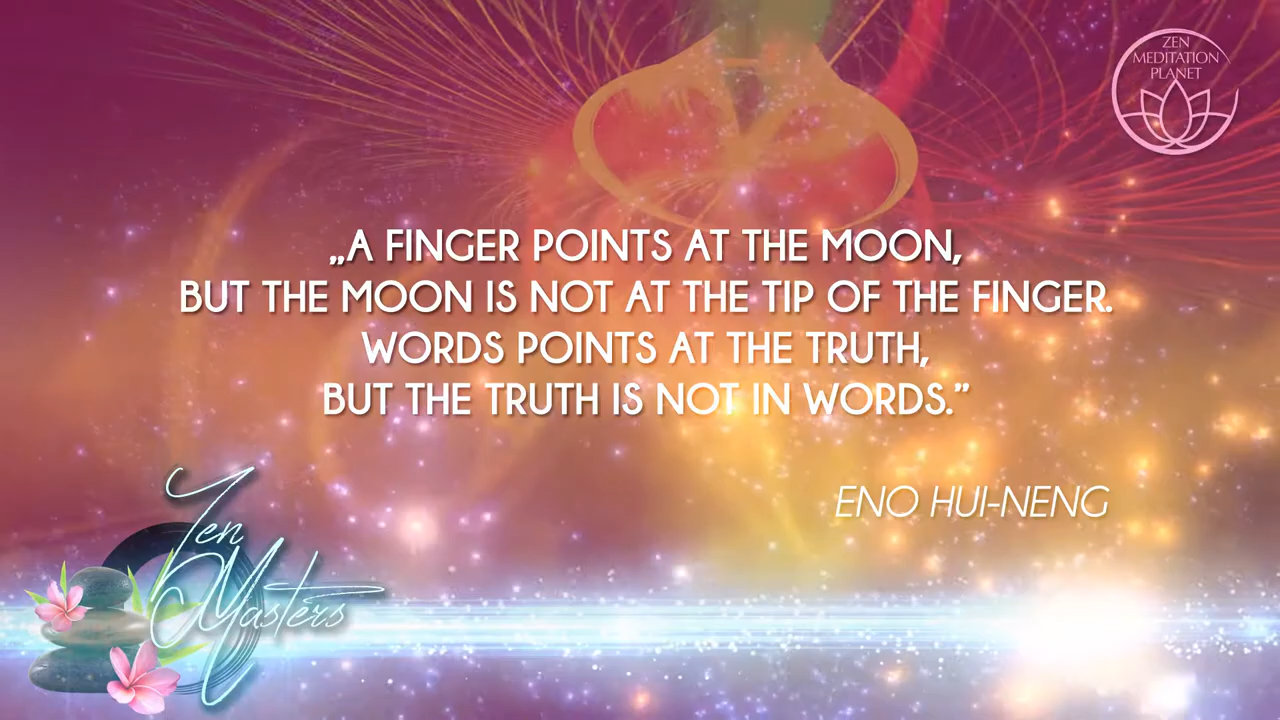 ZEN
MEDITATION
PLANET
„A FINGER POINTS AT THE MOON,
BUT THE MOON IS NOT AT THE TIP OF THE FINGER.
WORDS POINTS AT THE TRUTH,
BUT THE TRUTH IS NOT IN WORDS.”
ENO HUI-NENG
Zen
Masters